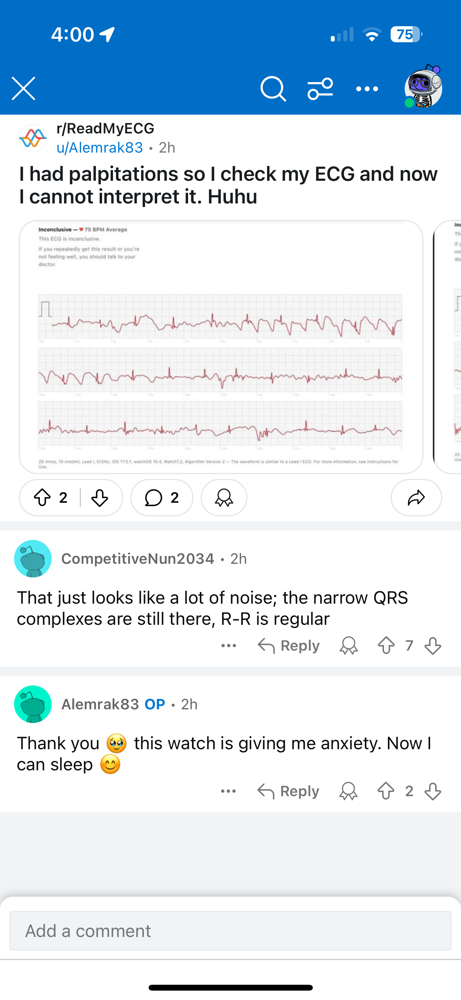 4:00
75
r/ReadMyECG
u/Alemrak83 • 2h
I had palpitations so I check my ECG and now
I cannot interpret it. Huhu
Inconclusive — ❤ 75 BPM Average
This ECG is inconclusive.
If you repeatedly get this result or you're
not feeling well, you should talk to your
doctor.
25 mm/s, 10 mm/mV, Lead I, 512Hz, iOS 17.5.1, watchOS 10.4, Watch7,2, Algorithm Version 2 — The waveform is similar to a Lead I ECG. For more information, see Instructions for
Use.
2
2
CompetitiveNun2034 • 2h
That just looks like a lot of noise; the narrow QRS
complexes are still there, R-R is regular
... Reply 7
Alemrak83 OP • 2h
Thank you 🥹 this watch is giving me anxiety. Now I
can sleep 😊
... Reply 2
Add a comment